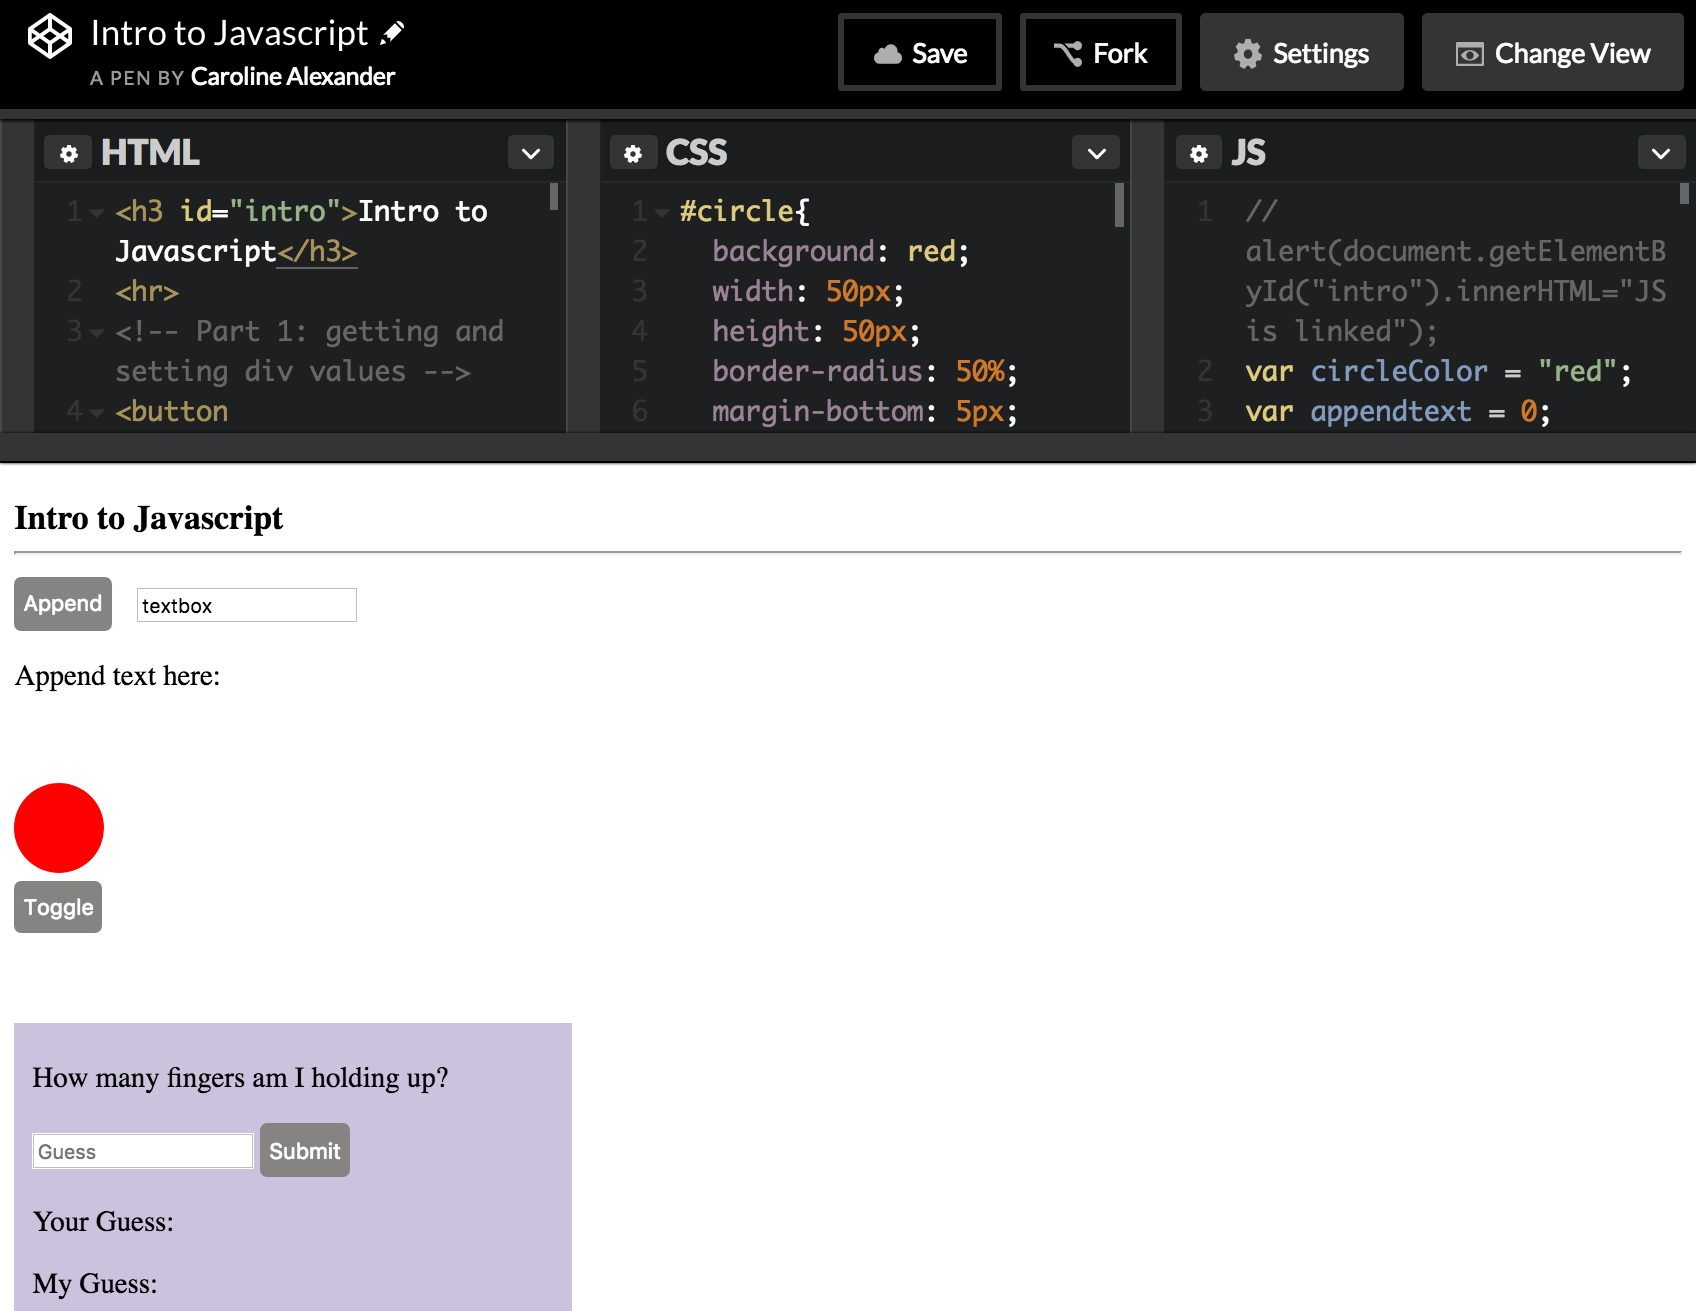 Intro to Javascript
A PEN BY Caroline Alexander
Save
Fork
Settings
Change View
HTML
1 <h3 id="intro">Intro to
Javascript</h3>
2 <hr>
3 <!-- Part 1: getting and
setting div values -->
4 <button
CSS
1 #circle{
2 background: red;
3 width: 50px;
4 height: 50px;
5 border-radius: 50%;
6 margin-bottom: 5px;
JS
1 //
alert(document.getElementB
yId("intro").innerHTML="JS
is linked");
2 var circleColor = "red";
3 var appendtext = 0;
Intro to Javascript
Append textbox
Append text here:
Toggle
How many fingers am I holding up?
Guess Submit
Your Guess:
My Guess: